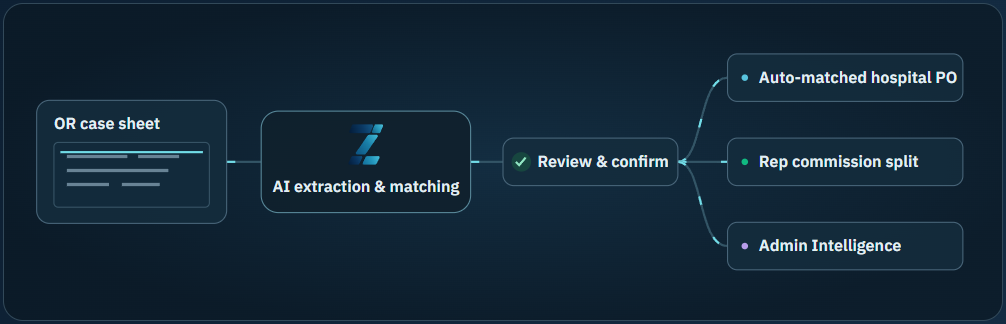 OR case sheet
AI extraction & matching
Review & confirm
Auto-matched hospital PO
Rep commission split
Admin Intelligence